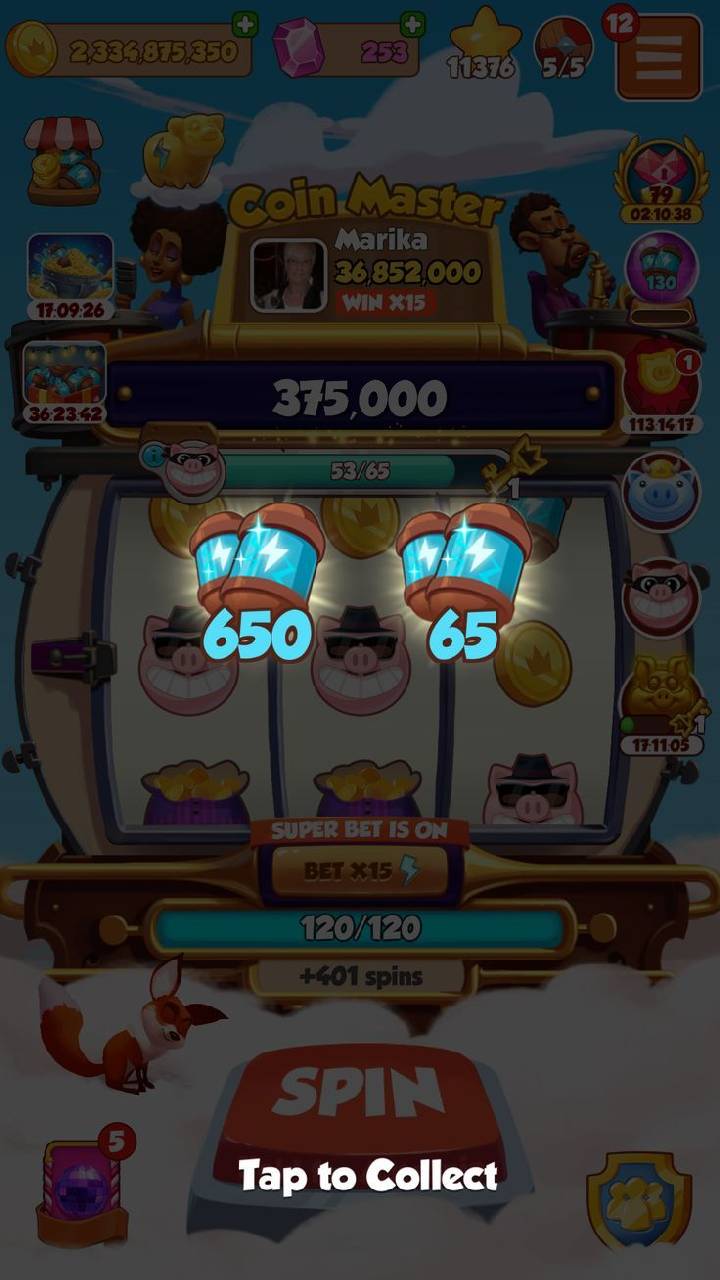 2,334,875,350
253
11376
5/5
12
Coin Master
79
02:10:38
Marika
36,852,000
WIN X15
130
17:09:26
375,000
1
36:23:42
113:14:17
53/65
1
650
65
1
17:11:05
SUPER BET IS ON
BET X15
120/120
+401 spins
SPIN
Tap to Collect
5